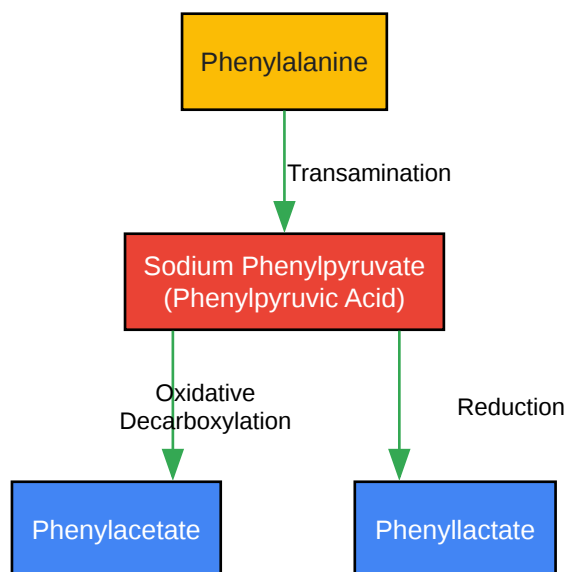 Phenylalanine
Transamination
Sodium Phenylpyruvate
(Phenylpyruvic Acid)
Oxidative
Decarboxylation
Reduction
Phenylacetate
Phenyllactate